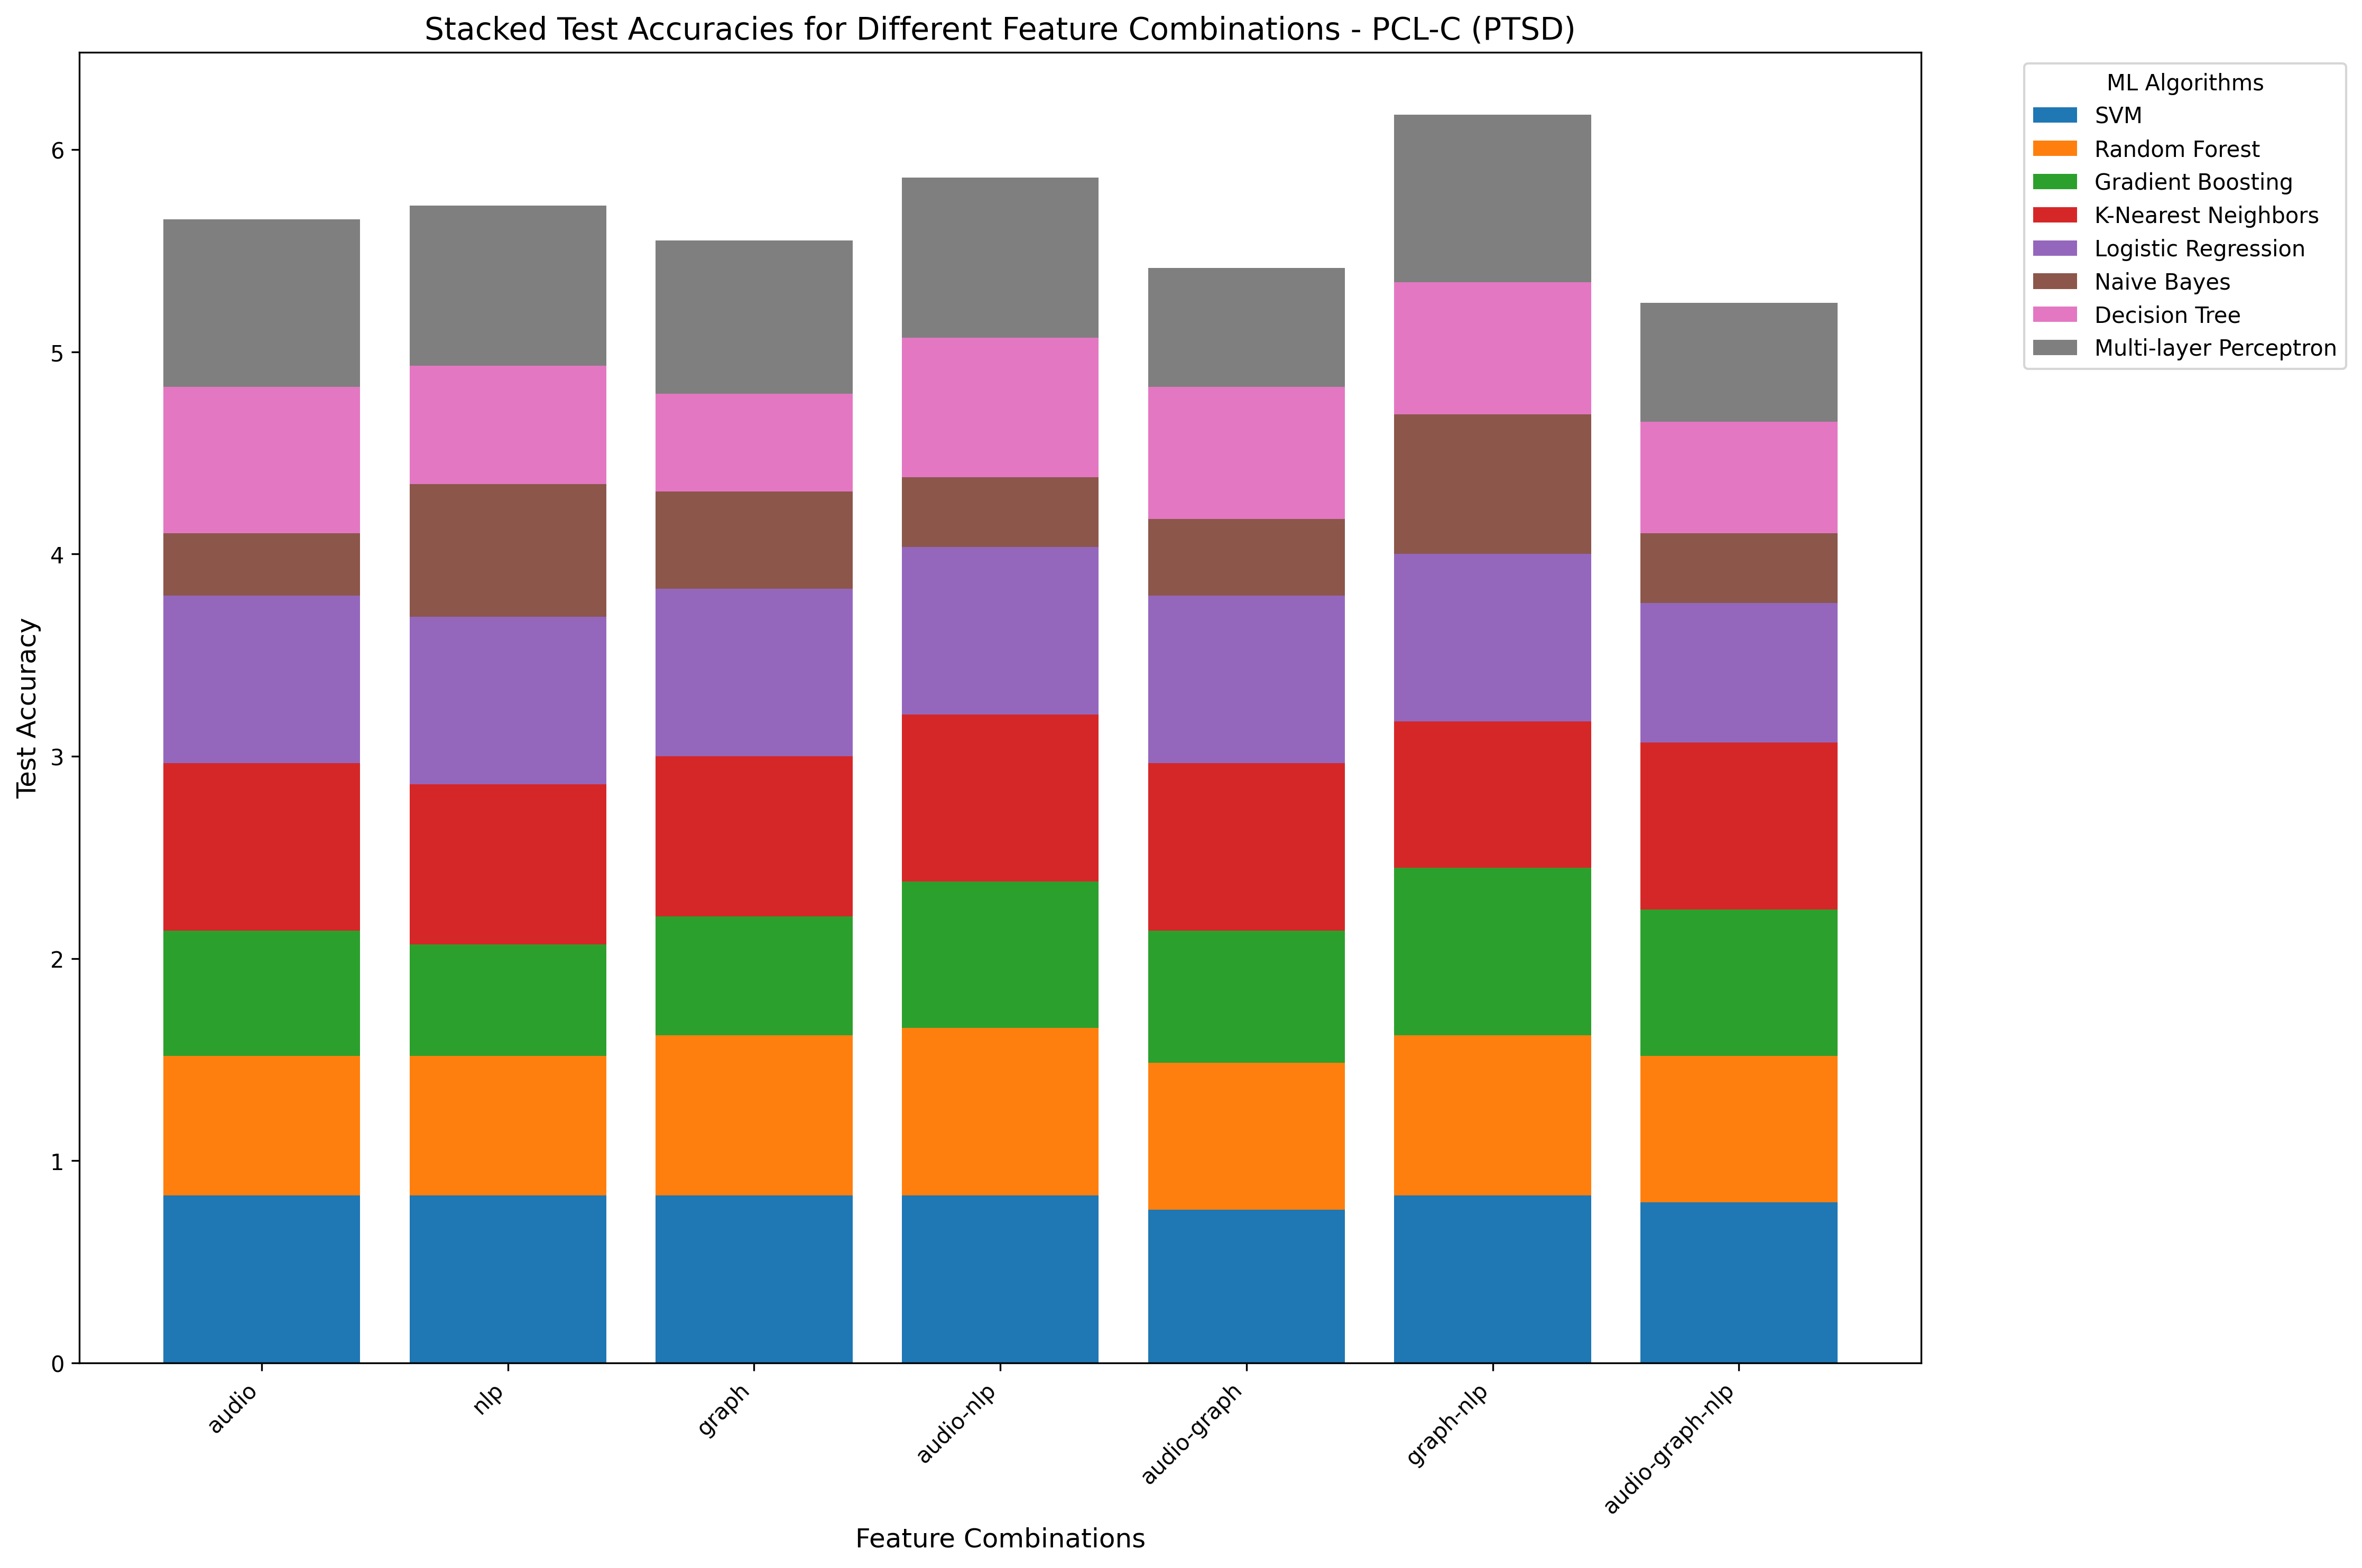 Stacked Test Accuracies for Different Feature Combinations - PCL-C (PTSD)
ML Algorithms
SVM
Random Forest
Gradient Boosting
K-Nearest Neighbors
Logistic Regression
Naive Bayes
Decision Tree
Multi-layer Perceptron
Test Accuracy
6
5
4
3
2
1
0
audio
nlp
graph
audio-nlp
audio-graph
graph-nlp
audio-graph-nlp
Feature Combinations